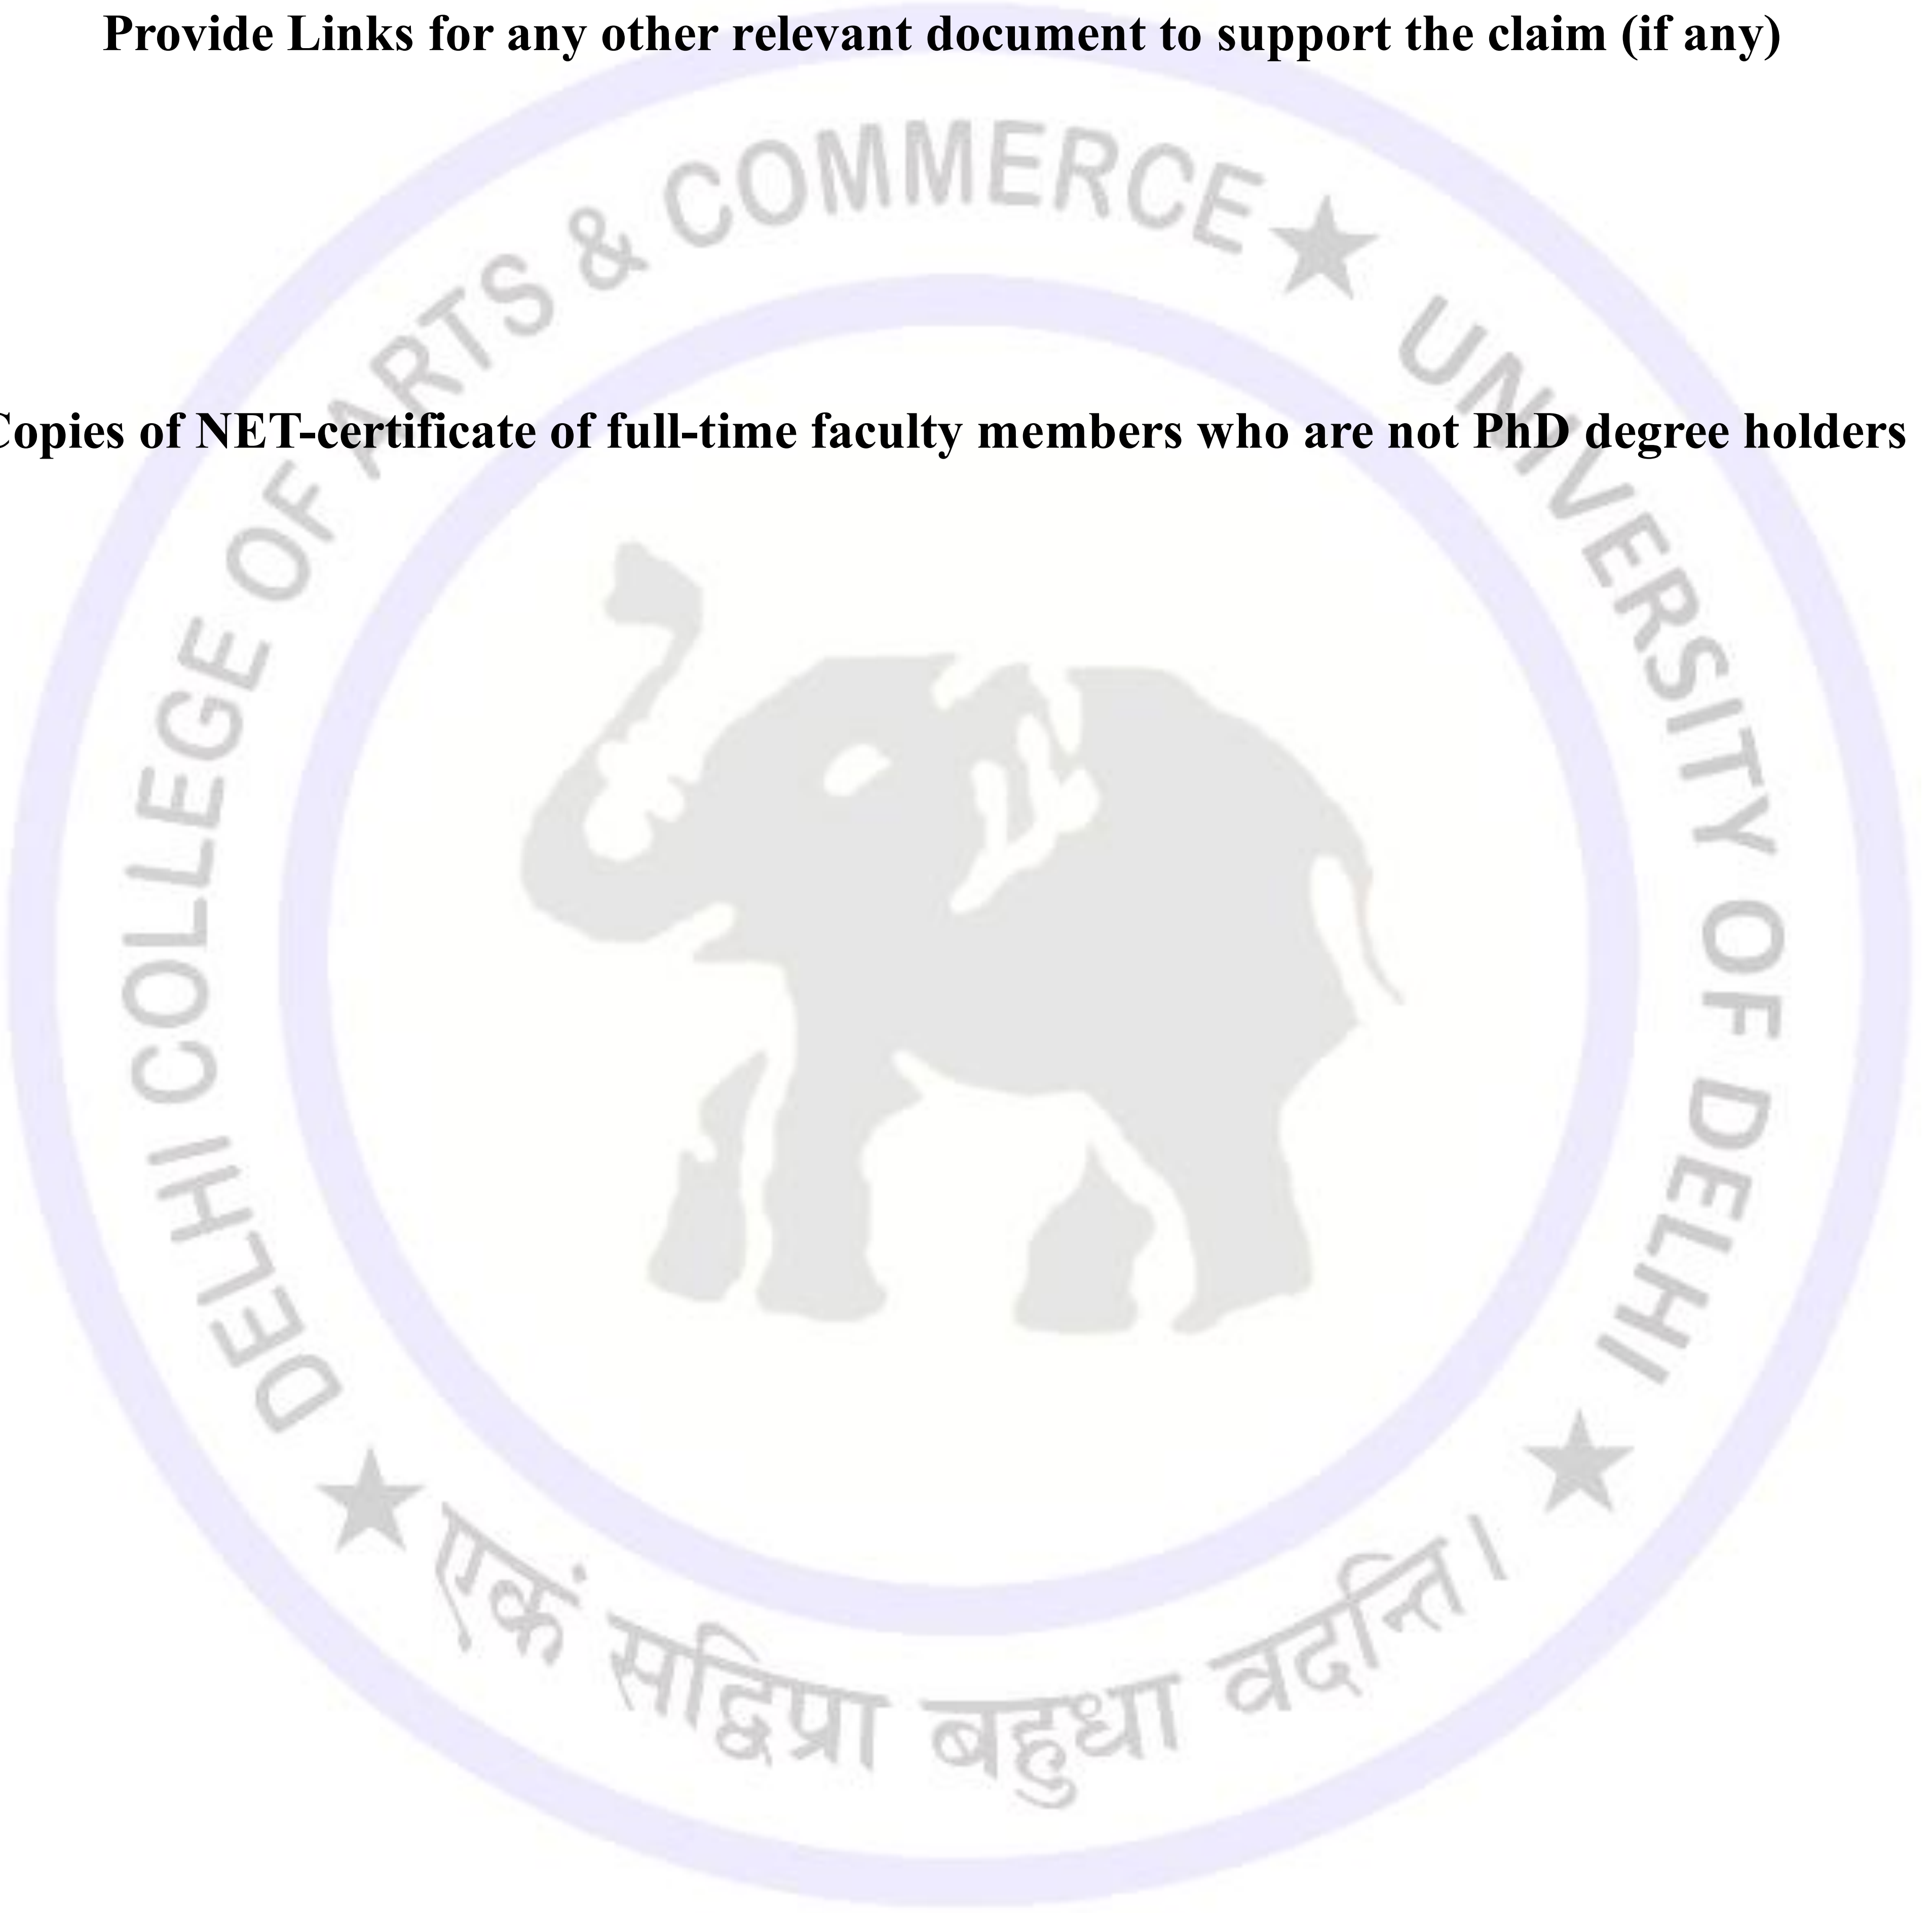 Provide Links for any other relevant document to support the claim (if any)
Copies of NET-certificate of full-time faculty members who are not PhD degree holders
DELHI COLLEGE OF ARTS & COMMERCE ★ UNIVERSITY OF DELHI ★
एकं सद्विप्रा बहुधा वदन्ति।